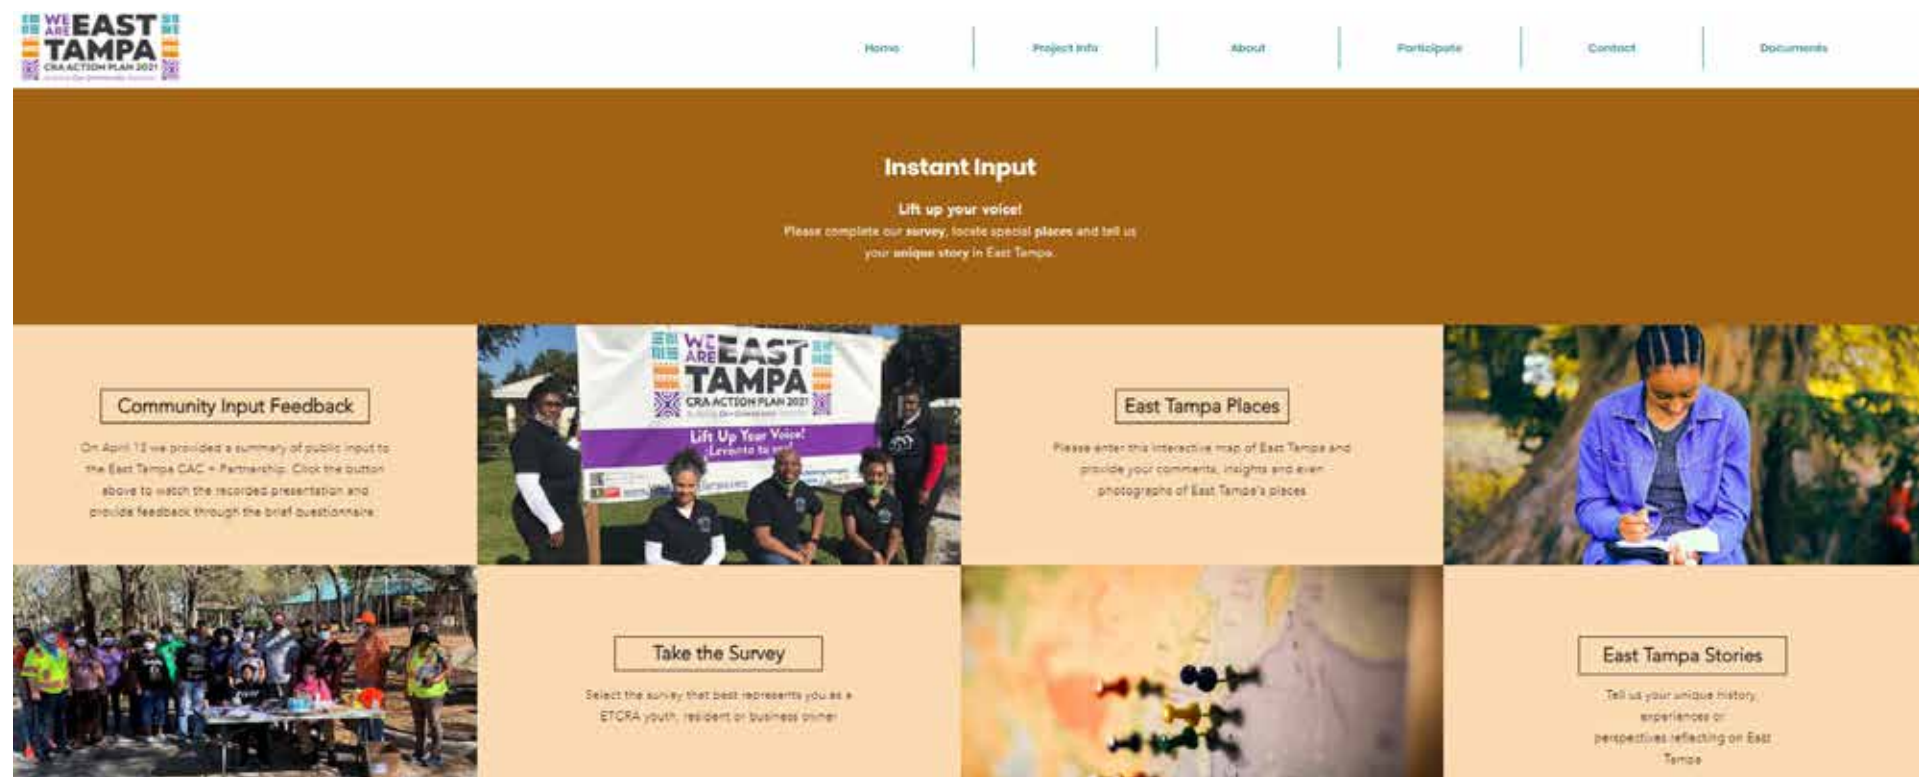 WE ARE EAST
TAMPA
CRA ACTION PLAN 2021
Home
Project Info
About
Participate
Contact
Documents
Instant Input
Lift up your voice!
Please complete our survey, locate special places and tell us
your unique story in East Tampa.
Community Input Feedback
On April 13 we provided a summary of public input to
the East Tampa CAC + Partnership. Click the button
above to watch the recorded presentation and
provide feedback through the brief questionnaire.
WE ARE EAST
TAMPA
CRA ACTION PLAN 2021
Lift Up Your Voice!
¡Levanta tu voz!
East Tampa Places
Please enter this interactive map of East Tampa and
provide your comments, insights and even
photographs of East Tampa's places
Take the Survey
Select the survey that best represents you as a
ETCRA youth, resident or business owner
East Tampa Stories
Tell us your unique history,
experiences or
perspectives reflecting on East
Tampa